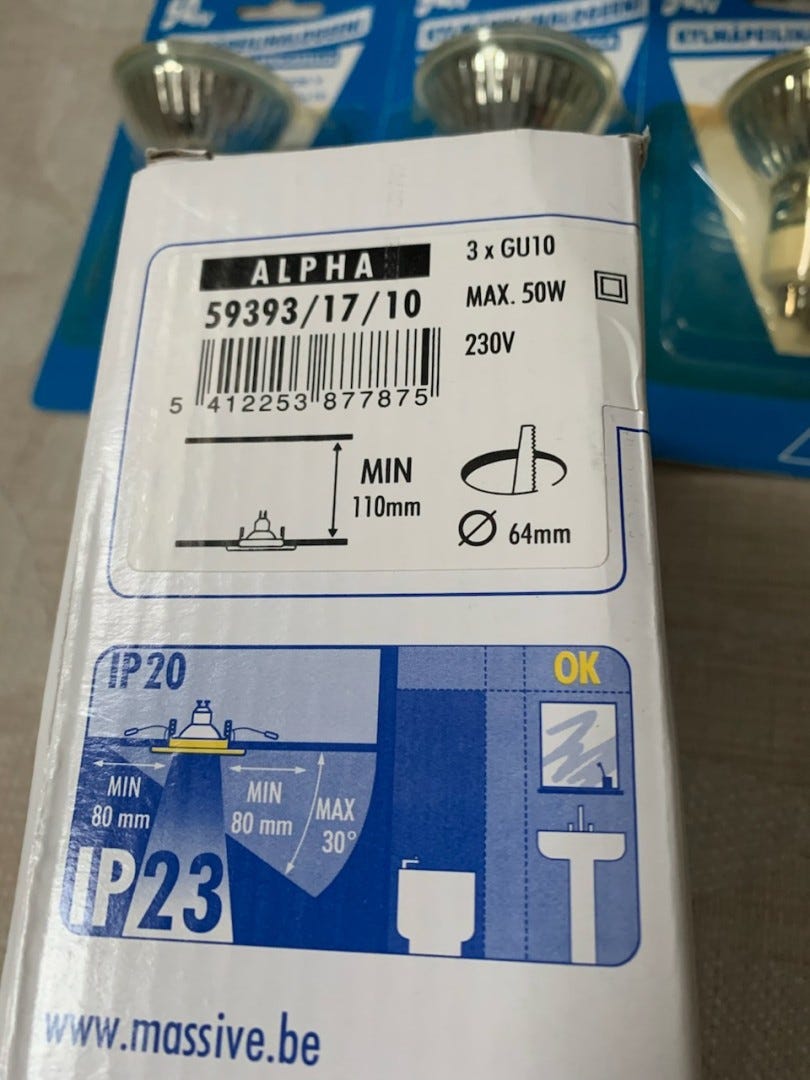 KYLMÄPEILI
ALPHA
59393/17/10
5 412253 877875
3 x GU10
MAX. 50W
230V
MIN
110mm
Ø 64mm
IP20
OK
MIN
80 mm
MIN
80 mm
MAX
30°
IP23
www.massive.be